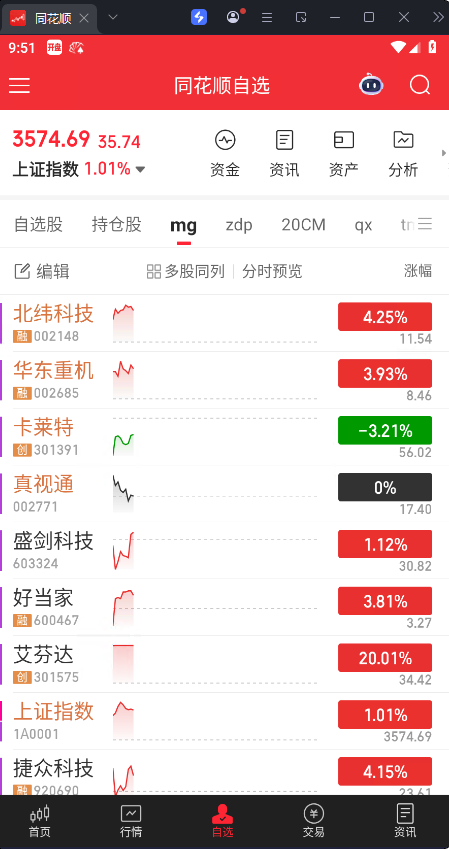 同花顺
9:51 开盘
同花顺自选
3574.69 35.74
上证指数 1.01%
资金 资讯 资产 分析
自选股 持仓股 mg zdp 20CM qx
编辑 多股同列 分时预览 涨幅
北纬科技 4.25%
融 002148 11.54
华东重机 3.93%
融 002685 8.46
卡莱特 -3.21%
创 301391 56.02
真视通 0%
002771 17.40
盛剑科技 1.12%
603324 30.82
好当家 3.81%
融 600467 3.27
艾芬达 20.01%
创 301575 34.42
上证指数 1.01%
1A0001 3574.69
捷众科技 4.15%
融 920690 23.61
首页 行情 自选 交易 资讯